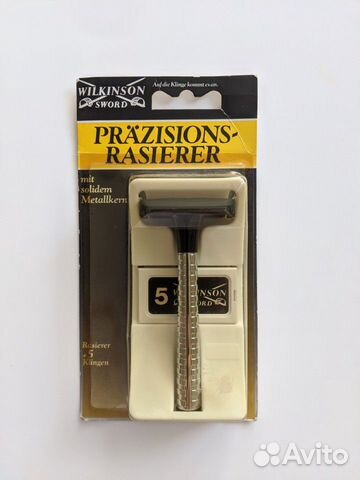 WILKINSON
SWORD
Auf die Klinge kommt es an.
PRÄZISIONS-
RASIERER
mit
solidem
Metallkern
5
WILKINSON
SWORD
Rasierer
+5
Klingen
Avito